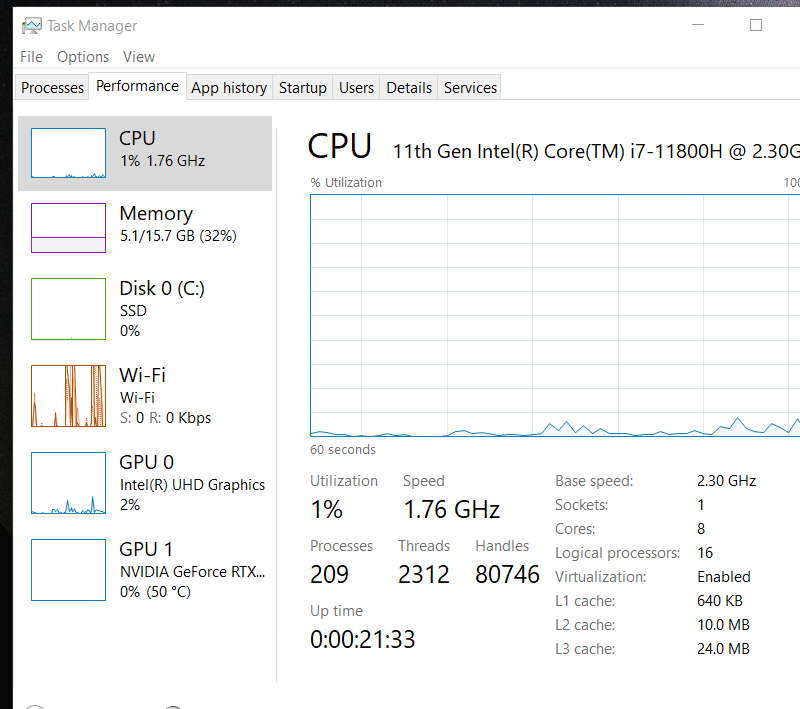 Task Manager
File Options View
Processes Performance App history Startup Users Details Services
CPU
1% 1.76 GHz
Memory
5.1/15.7 GB (32%)
Disk 0 (C:)
SSD
0%
Wi-Fi
Wi-Fi
S: 0 R: 0 Kbps
GPU 0
Intel(R) UHD Graphics
2%
GPU 1
NVIDIA GeForce RTX...
0% (50 °C)
CPU 11th Gen Intel(R) Core(TM) i7-11800H @ 2.30G
% Utilization 100
60 seconds
Utilization Speed
1% 1.76 GHz
Processes Threads Handles
209 2312 80746
Up time
0:00:21:33
Base speed: 2.30 GHz
Sockets: 1
Cores: 8
Logical processors: 16
Virtualization: Enabled
L1 cache: 640 KB
L2 cache: 10.0 MB
L3 cache: 24.0 MB